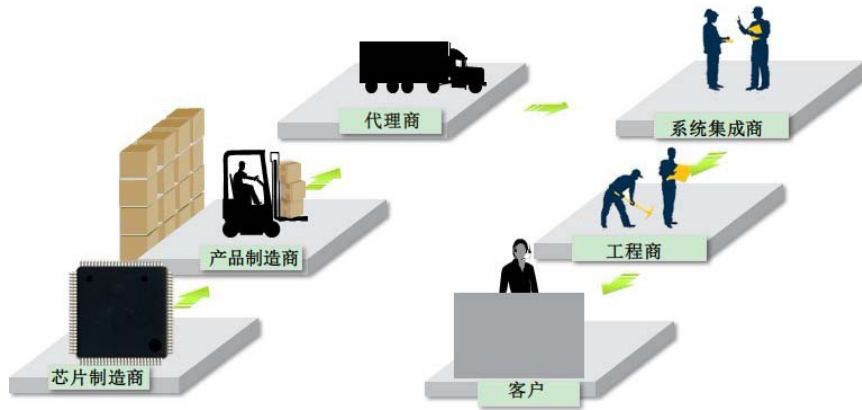 代理商
系统集成商
产品制造商
工程商
芯片制造商
客户